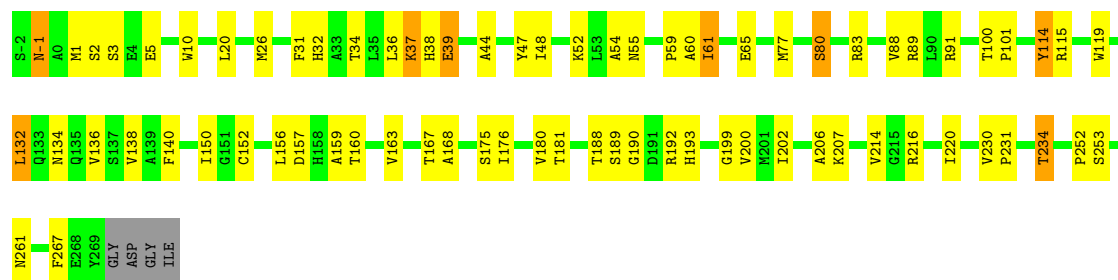 S-2 N-1 A0 M1 S2 S3 E4 E5 W10 L20 M26 F31 H32 A33 T34 L35 L36 K37 H38 E39 A44 Y47 I48 K52 L53 A54 N55 P59 A60 I61 E65 M77 S80 R83 V88 R89 L90 R91 T100 P101 Y114 R115 W119
L132 Q133 N134 Q135 V136 S137 V138 A139 F140 I150 G151 C152 L156 D157 H158 A159 T160 V163 T167 A168 S175 I176 V180 T181 T188 S189 G190 D191 R192 H193 G199 V200 M201 I202 A206 K207 V214 G215 R216 I220 V230 P231 T234 P252 S253
N261 F267 E268 Y269 GLY ASP GLY ILE